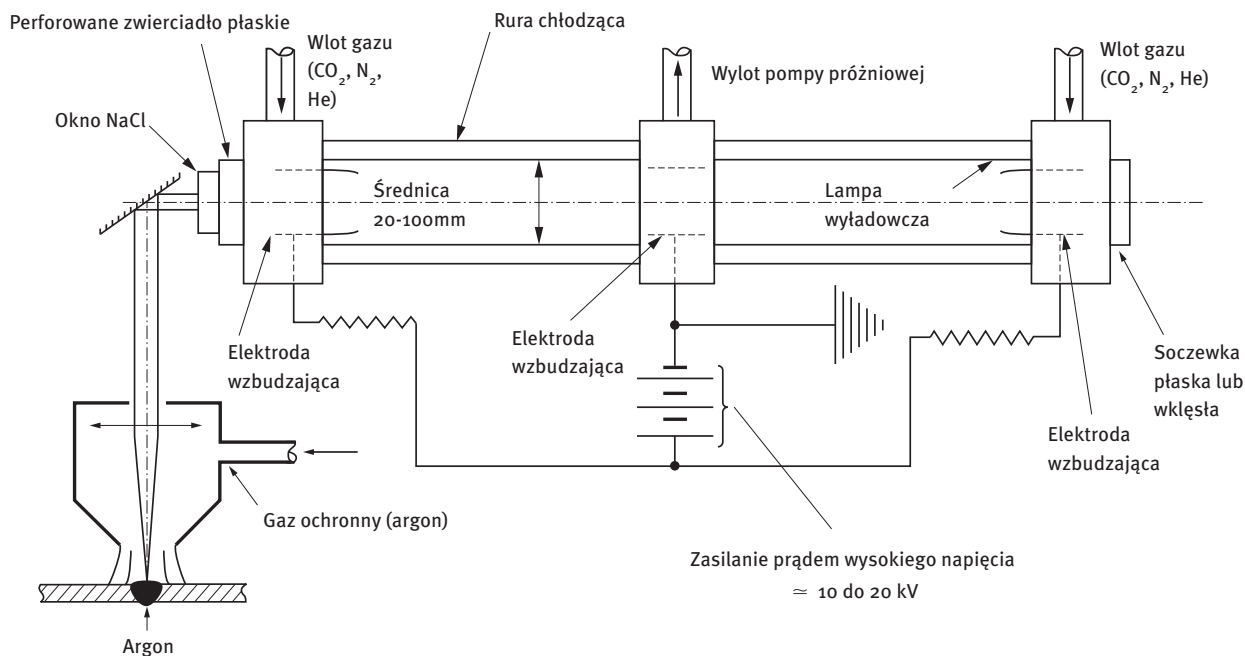 Perforowane zwierciadło płaskie
Rura chłodząca
Wlot gazu
(CO₂, N₂,
He)
Wylot pompy próżniowej
Wlot gazu
(CO₂, N₂, He)
Okno NaCl
Średnica
20-100mm
Lampa
wyładowcza
Elektroda
wzbudzająca
Elektroda
wzbudzająca
Soczewka
płaska lub
wklęsła
Elektroda
wzbudzająca
Gaz ochronny (argon)
Zasilanie prądem wysokiego napięcia
≃ 10 do 20 kV
Argon